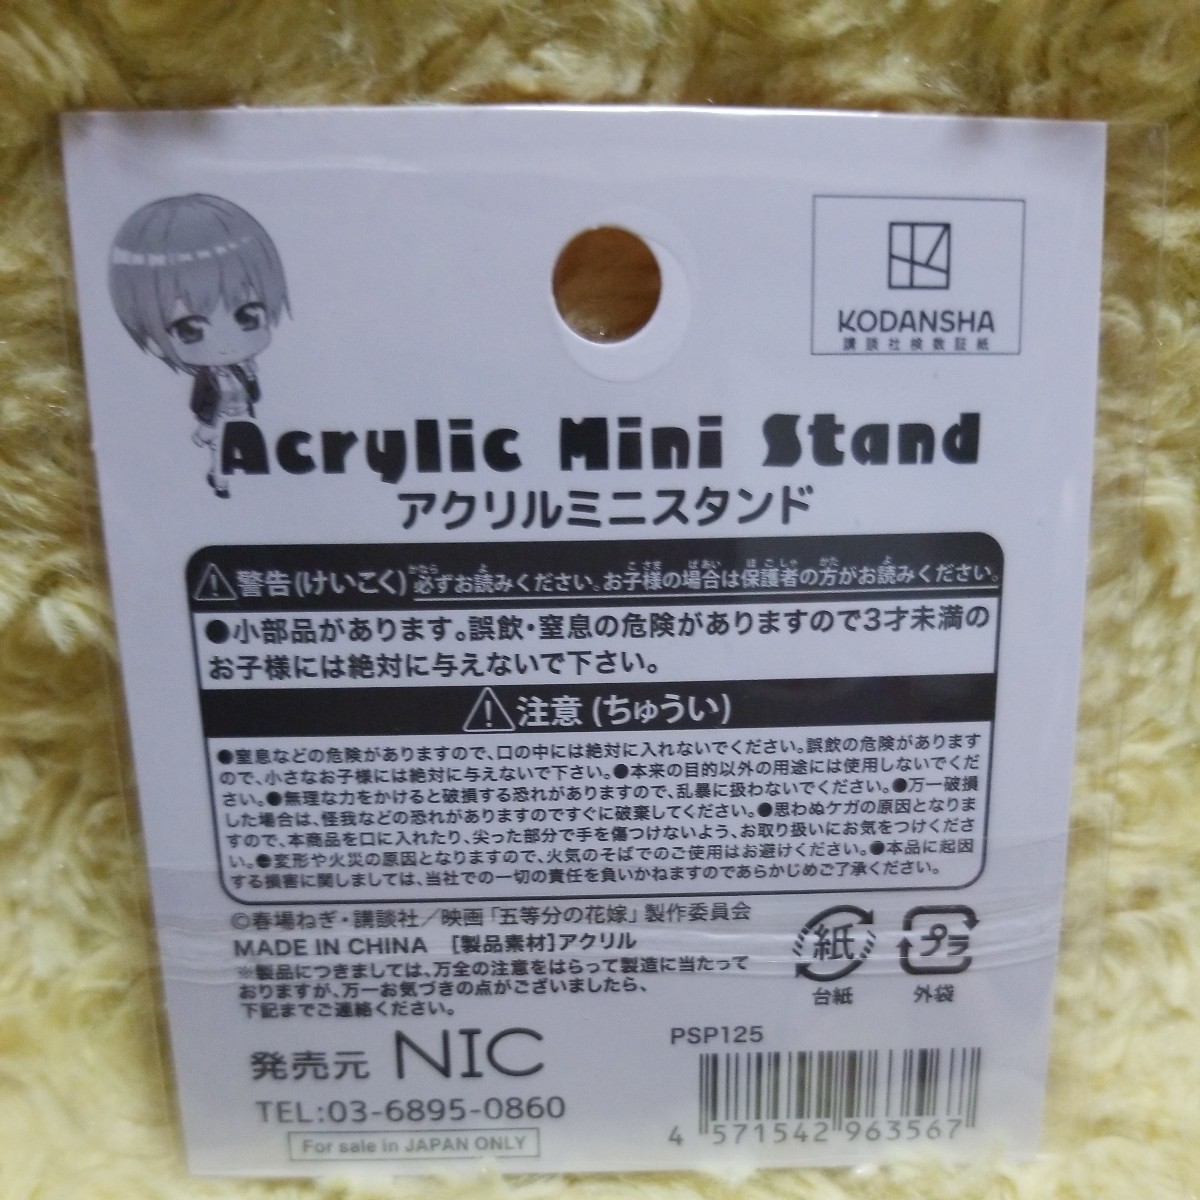 KODANSHA
講談社検数証紙
Acrylic Mini Stand
アクリルミニスタンド
警告(けいこく)必ずお読みください。お子様の場合は保護者の方がお読みください。
●小部品があります。誤飲・窒息の危険がありますので3才未満の
お子様には絶対に与えないで下さい。
注意(ちゅうい)
●窒息などの危険がありますので、口の中には絶対に入れないでください。誤飲の危険があります
ので、小さなお子様には絶対に与えないで下さい。●本来の目的以外の用途には使用しないでくだ
さい。●無理な力をかけると破損する恐れがありますので、乱暴に扱わないでください。●万一破損
した場合は、怪我などの恐れがありますのですぐに破棄してください。●思わぬケガの原因となりま
すので、本商品を口に入れたり、尖った部分で手を傷つけないよう、お取り扱いにお気をつけくださ
い。●変形や火災の原因となりますので、火気のそばでのご使用はお避けください。●本品に起因
する損害に関しましては、当社での一切の責任を負いかねますのであらかじめご了承ください。
©春場ねぎ・講談社／映画「五等分の花嫁」製作委員会
MADE IN CHINA [製品素材]アクリル
※製品につきましては、万全の注意をはらって製造に当たって
おりますが、万一お気づきの点がございましたら、
下記までご連絡ください。
紙
台紙
プラ
外袋
発売元 NIC
TEL:03-6895-0860
For sale in JAPAN ONLY
PSP125
4 571542 963567